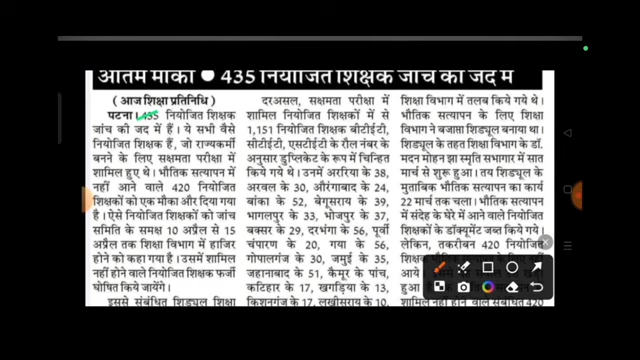 अंतिम मौका ● 435 नियोजित शिक्षक जांच की जद में
( आज शिक्षा प्रतिनिधि )
पटना। 435 नियोजित शिक्षक
जांच की जद में हैं। ये सभी वैसे
नियोजित शिक्षक हैं, जो राज्यकर्मी
बनने के लिए सक्षमता परीक्षा में
शामिल हुए थे। भौतिक सत्यापन में
नहीं आने वाले 420 नियोजित
शिक्षकों को एक मौका और दिया गया
है। ऐसे नियोजित शिक्षकों को जांच
समिति के समक्ष 10 अप्रैल से 15
अप्रैल तक शिक्षा विभाग में हाजिर
होने को कहा गया है। उसमें शामिल
नहीं होने वाले नियोजित शिक्षक फर्जी
घोषित किये जायेंगे।
इससे संबंधित शिड्यूल शिक्षा
दरअसल, सक्षमता परीक्षा में
शामिल नियोजित शिक्षकों में से
1,151 नियोजित शिक्षक बीटीईटी,
सीटीईटी, एसटीईटी के रौल नंबर के
अनुसार डुप्लिकेट के रूप में चिन्हित
किये गये थे। उनमें अररिया के 38,
अरवल के 30, औरंगाबाद के 24,
बांका के 52, बेगूसराय के 39,
भागलपुर के 33, भोजपुर के 37,
बक्सर के 29, दरभंगा के 56, पूर्वी
चंपारण के 20, गया के 56,
गोपालगंज के 30, जमुई के 35,
जहानाबाद के 51, कैमूर के पांच,
कटिहार के 17, खगड़िया के 13,
किशनगंज के 17, लखीसराय के 10,
शिक्षा विभाग में तलब किये गये थे।
भौतिक सत्यापन के लिए शिक्षा
विभाग ने बजाप्ता शिड्यूल बनाया था।
शिड्यूल के तहत शिक्षा विभाग के डॉ.
मदन मोहन झा स्मृति सभागार में सात
मार्च से शुरू हुआ। तय शिड्यूल के
मुताबिक भौतिक सत्यापन का कार्य
22 मार्च तक चला। भौतिक सत्यापन
में संदेह के घेरे में आने वाले नियोजित
शिक्षकों के डॉक्यूमेंट जब्त किये गये।
लेकिन, तकरीबन 420 नियोजित
शिक्षक
आये।
हुआ है
शामिल नहीं होने वाले संबंधित 420